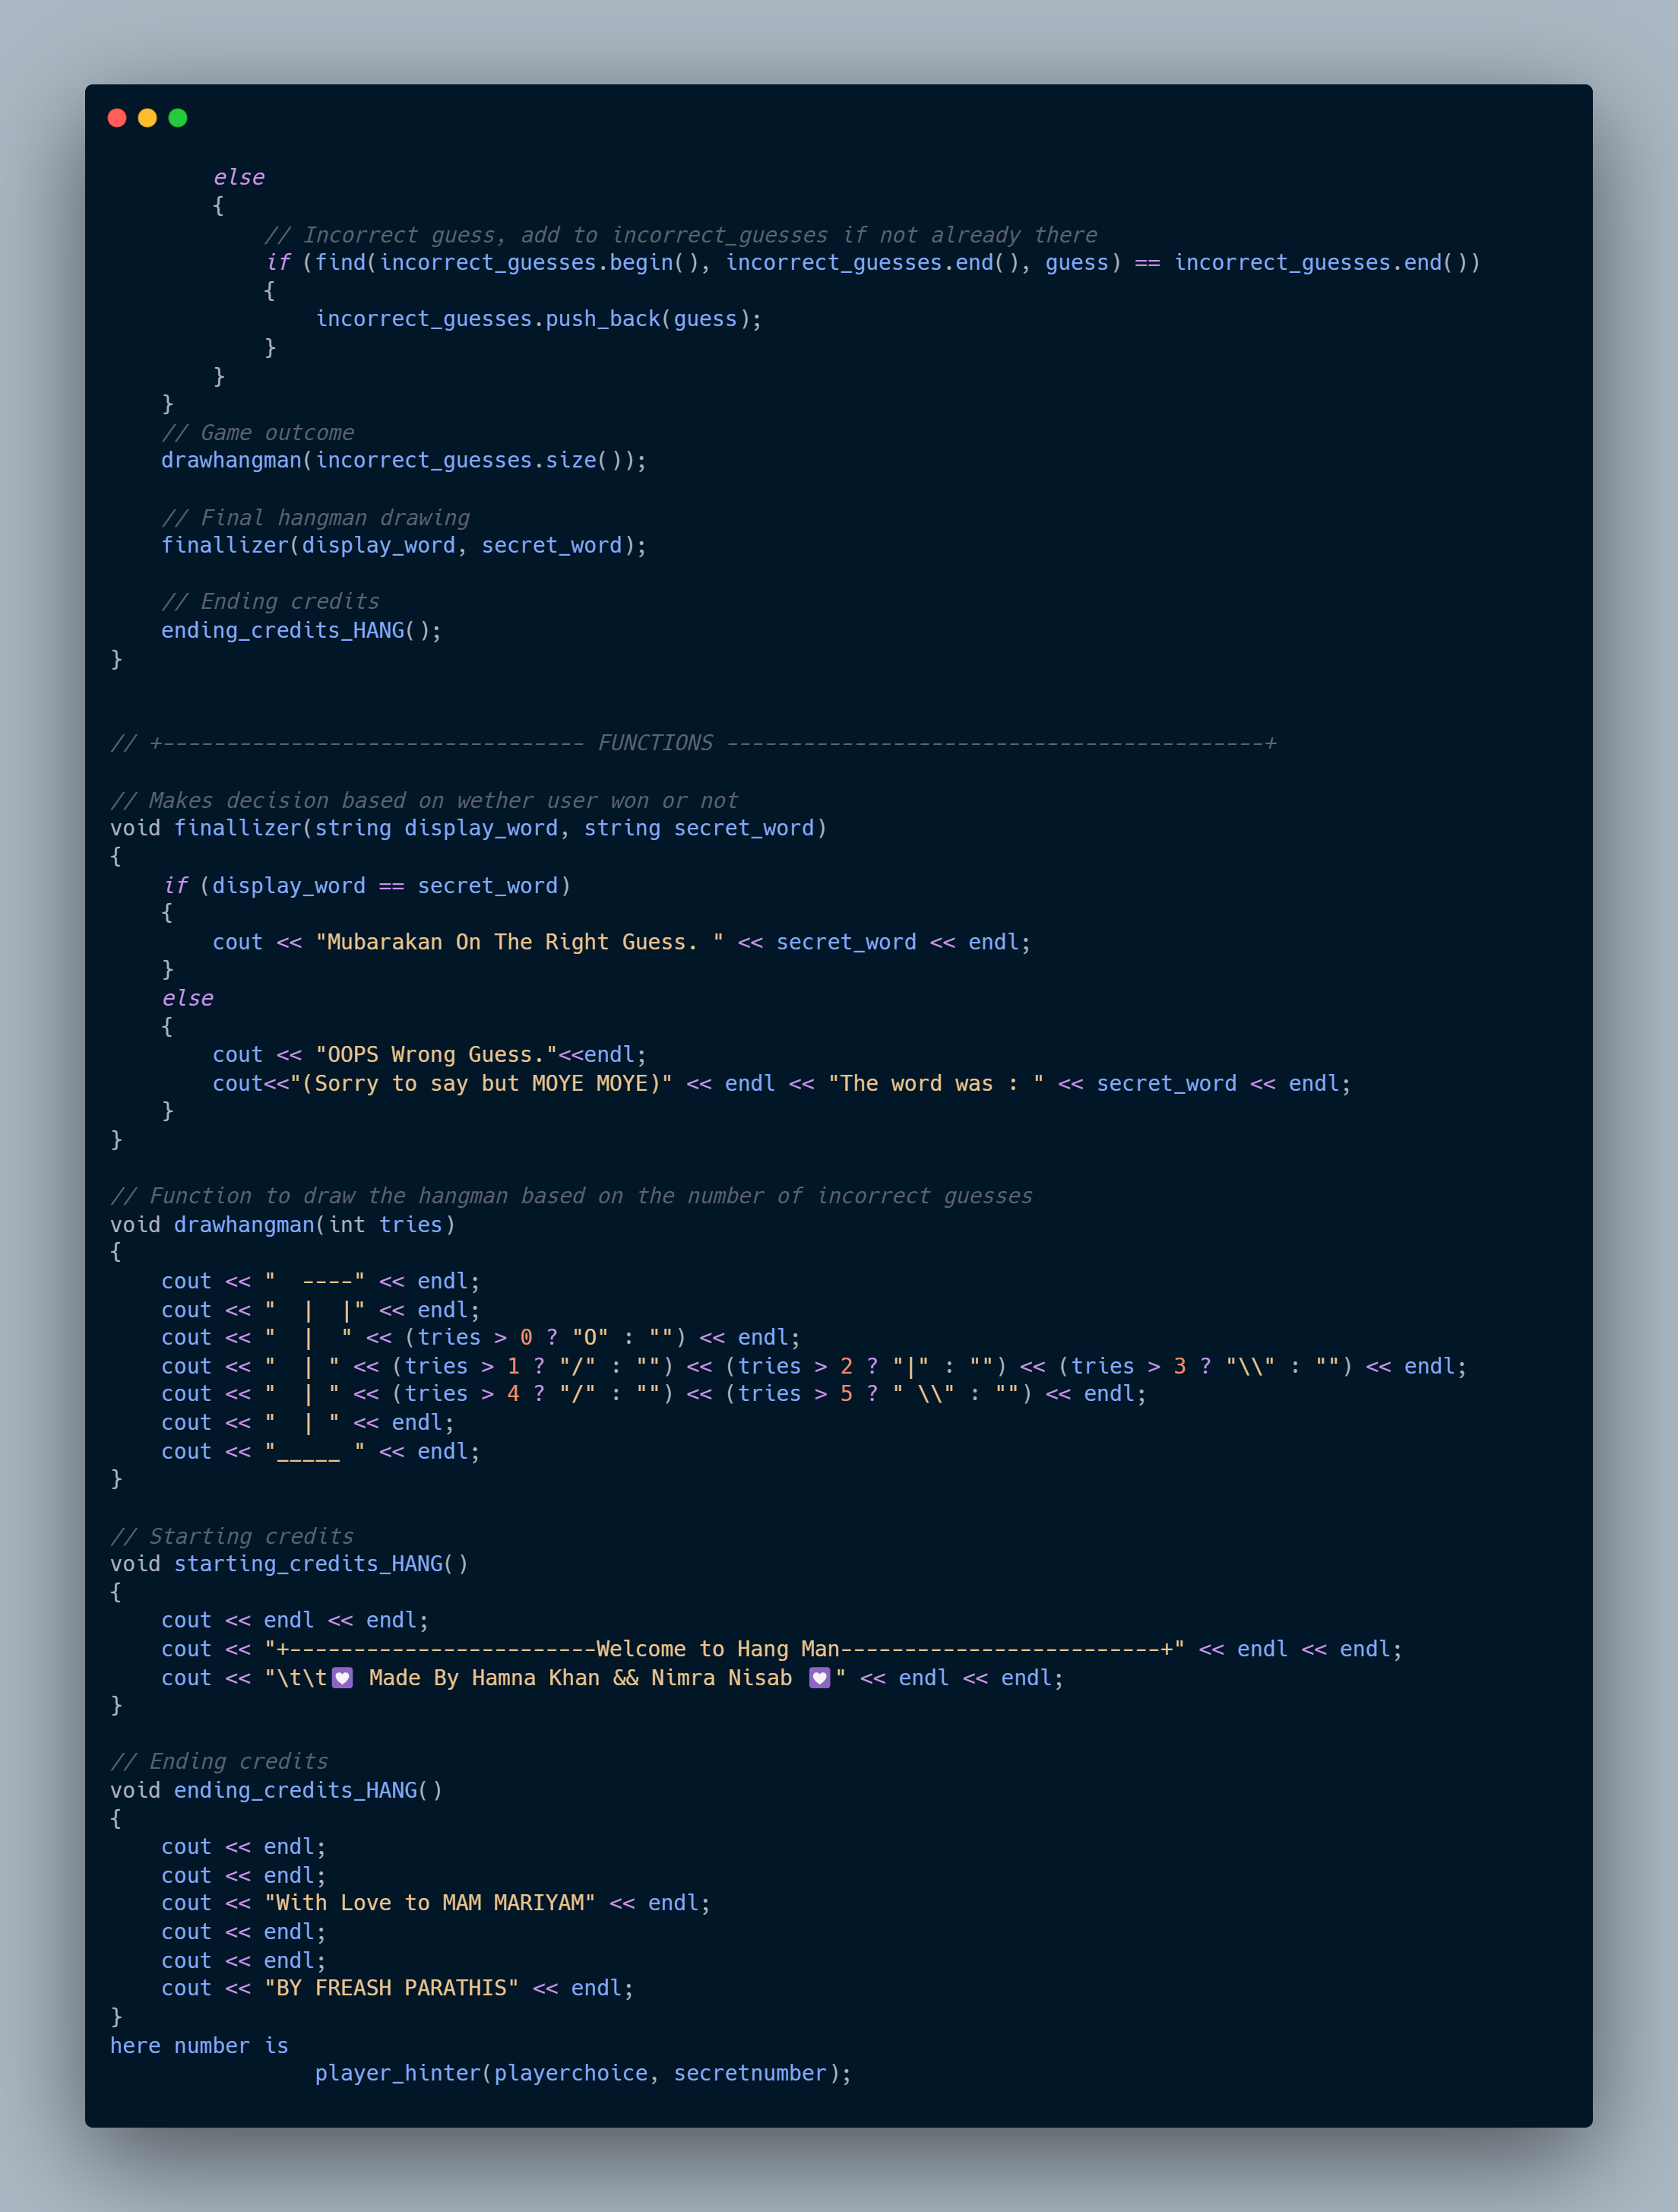 else
        {
            // Incorrect guess, add to incorrect_guesses if not already there
            if (find(incorrect_guesses.begin(), incorrect_guesses.end(), guess) == incorrect_guesses.end())
            {
                incorrect_guesses.push_back(guess);
            }
        }
    }
    // Game outcome
    drawhangman(incorrect_guesses.size());

    // Final hangman drawing
    finallizer(display_word, secret_word);

    // Ending credits
    ending_credits_HANG();
}


// +--------------------------------- FUNCTIONS ------------------------------------------+

// Makes decision based on wether user won or not
void finallizer(string display_word, string secret_word)
{
    if (display_word == secret_word)
    {
        cout << "Mubarakan On The Right Guess. " << secret_word << endl;
    }
    else
    {
        cout << "OOPS Wrong Guess."<<endl;
        cout<<"(Sorry to say but MOYE MOYE)" << endl << "The word was : " << secret_word << endl;
    }
}

// Function to draw the hangman based on the number of incorrect guesses
void drawhangman(int tries)
{
    cout << "  ----" << endl;
    cout << "  |  |" << endl;
    cout << "  |  " << (tries > 0 ? "O" : "") << endl;
    cout << "  | " << (tries > 1 ? "/" : "") << (tries > 2 ? "|" : "") << (tries > 3 ? "\\" : "") << endl;
    cout << "  | " << (tries > 4 ? "/" : "") << (tries > 5 ? " \\" : "") << endl;
    cout << "  | " << endl;
    cout << "_____ " << endl;
}

// Starting credits
void starting_credits_HANG()
{
    cout << endl << endl;
    cout << "+------------------------Welcome to Hang Man-------------------------+" << endl << endl;
    cout << "\t\t💟 Made By Hamna Khan && Nimra Nisab 💟" << endl << endl;
}

// Ending credits
void ending_credits_HANG()
{
    cout << endl;
    cout << endl;
    cout << "With Love to MAM MARIYAM" << endl;
    cout << endl;
    cout << endl;
    cout << "BY FREASH PARATHIS" << endl;
}
here number is
                player_hinter(playerchoice, secretnumber);